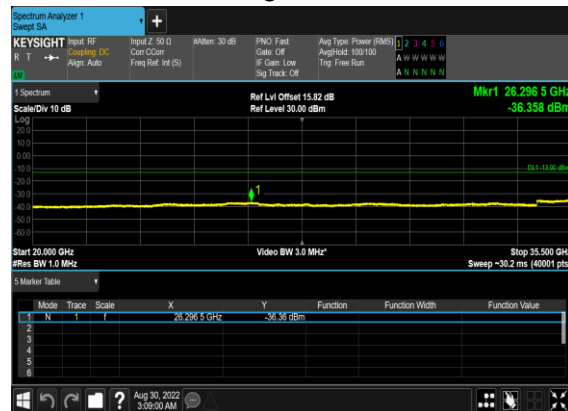 Spectrum Analyzer 1
Swept SA
+
KEYSIGHT Input: RF Input Z: 50 Ω #Atten: 30 dB PNO: Fast Avg Type: Power (RMS) 1 2 3 4 5 6
R T Coupling: DC Corr CCorr Gate: Off Avg|Hold: 100/100 A W W W W W
Align: Auto Freq Ref: Int (S) IF Gain: Low Trig: Free Run
LW Sig Track: Off A N N N N N
1 Spectrum Ref Lvl Offset 15.82 dB Mkr1 26.296 5 GHz
Scale/Div 10 dB Ref Level 30.00 dBm -36.358 dBm
Log
20.0
10.0
0.00
-10.0 DL1 -13.00 dBm
-20.0
-30.0 1
-40.0
-50.0
-60.0
Start 20.000 GHz Video BW 3.0 MHz* Stop 35.500 GHz
#Res BW 1.0 MHz Sweep ~30.2 ms (40001 pts)
5 Marker Table
Mode Trace Scale X Y Function Function Width Function Value
1 N 1 f 26.296 5 GHz -36.36 dBm
2
3
4
5
6
? Aug 30, 2022
3:09:00 AM